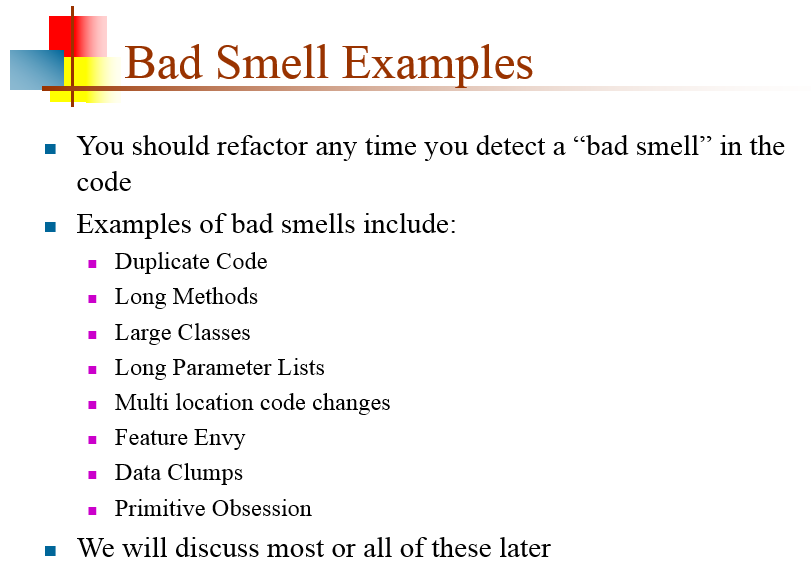 Bad Smell Examples
You should refactor any time you detect a “bad smell” in the
code
Examples of bad smells include:
Duplicate Code
Long Methods
Large Classes
Long Parameter Lists
Multi location code changes
Feature Envy
Data Clumps
Primitive Obsession
We will discuss most or all of these later